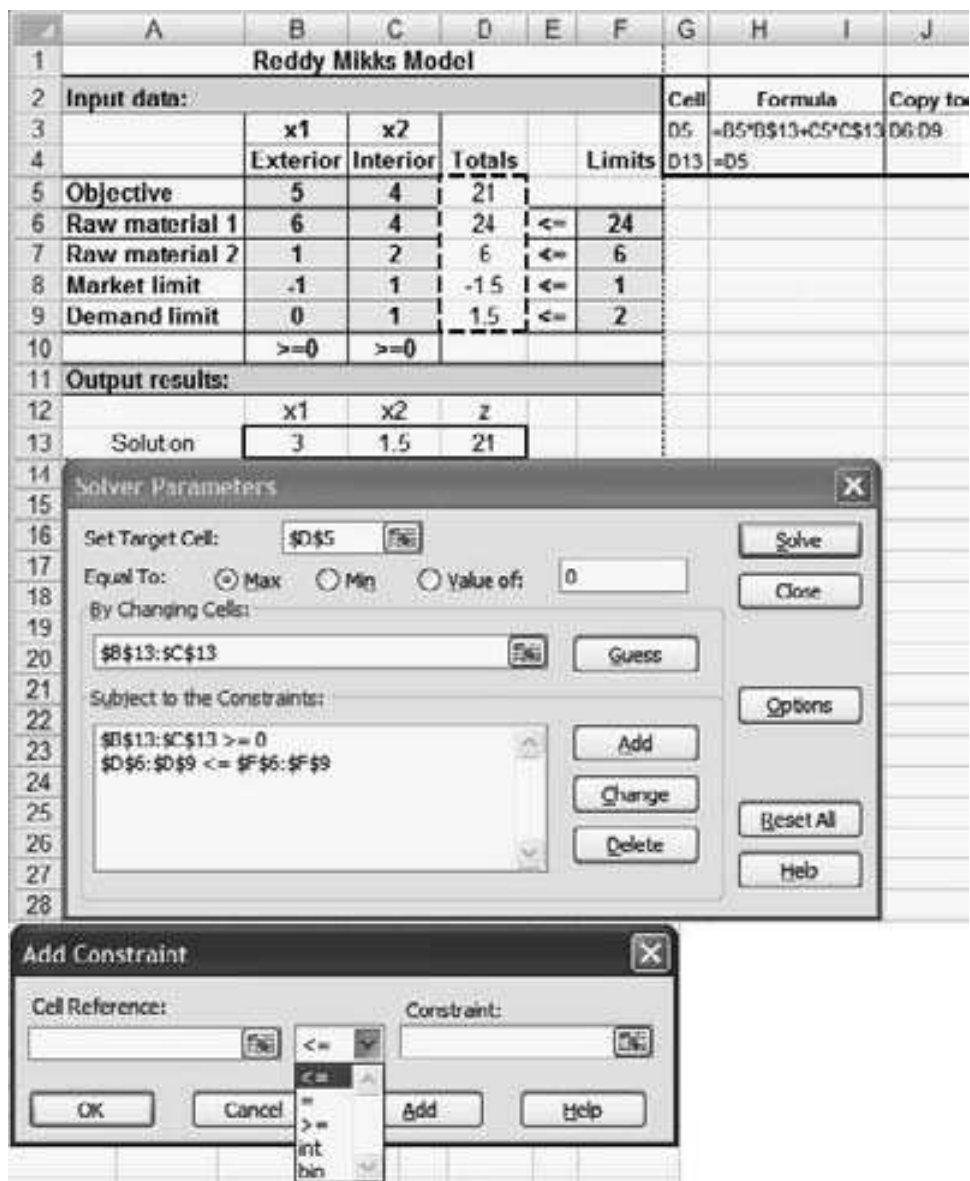 A B C D E F G H I J
1 Reddy Mikks Model
2 Input data: Cell Formula Copy to
3 x1 x2 D5 =B5*B$13+C5*C$13 D6:D9
4 Exterior Interior Totals Limits D13 =D5
5 Objective 5 4 21
6 Raw material 1 6 4 24 <= 24
7 Raw material 2 1 2 6 <= 6
8 Market limit -1 1 -1.5 <= 1
9 Demand limit 0 1 1.5 <= 2
10 >=0 >=0
11 Output results:
12 x1 x2 z
13 Solution 3 1.5 21
14
15
16
17
18
19
20
21
22
23
24
25
26
27
28
Solver Parameters
Set Target Cell: $D$5 Solve
Equal To: Max Min Value of: 0 Close
By Changing Cells:
$B$13:$C$13 Guess
Subject to the Constraints: Options
$B$13:$C$13 >= 0 Add
$D$6:$D$9 <= $F$6:$F$9
Change
Reset All
Delete
Help
Add Constraint
Cell Reference: Constraint:
<=
<=
=
>=
int
bin
OK Cancel Add Help